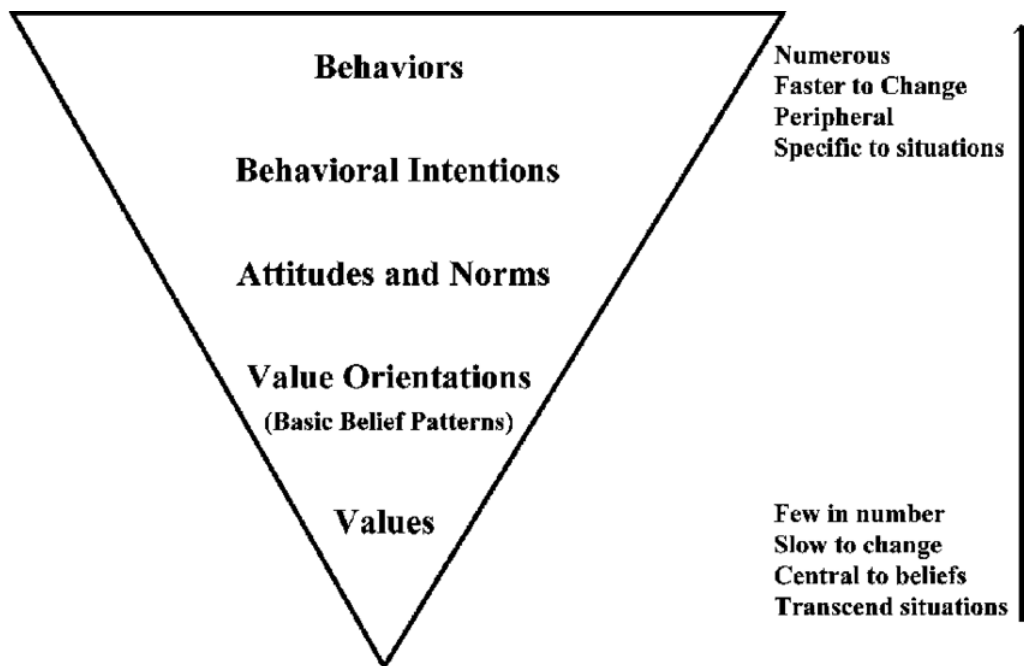 Behaviors
Behavioral Intentions
Attitudes and Norms
Value Orientations
(Basic Belief Patterns)
Values
Numerous
Faster to Change
Peripheral
Specific to situations
Few in number
Slow to change
Central to beliefs
Transcend situations